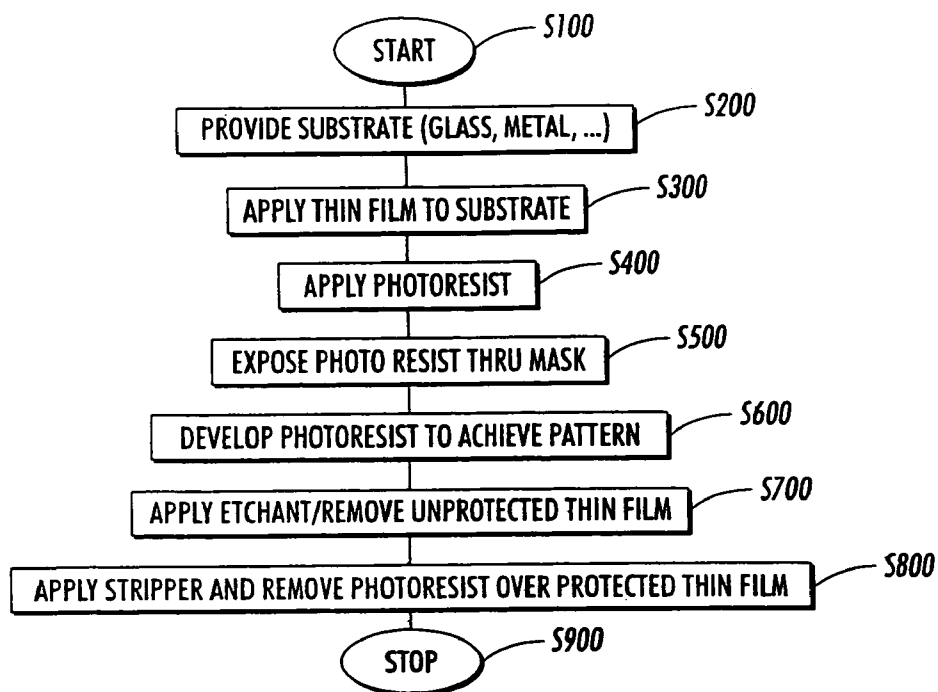 START S100
PROVIDE SUBSTRATE (GLASS, METAL, ...) S200
APPLY THIN FILM TO SUBSTRATE S300
APPLY PHOTORESIST S400
EXPOSE PHOTO RESIST THRU MASK S500
DEVELOP PHOTORESIST TO ACHIEVE PATTERN S600
APPLY ETCHANT/REMOVE UNPROTECTED THIN FILM S700
APPLY STRIPPER AND REMOVE PHOTORESIST OVER PROTECTED THIN FILM S800
STOP S900